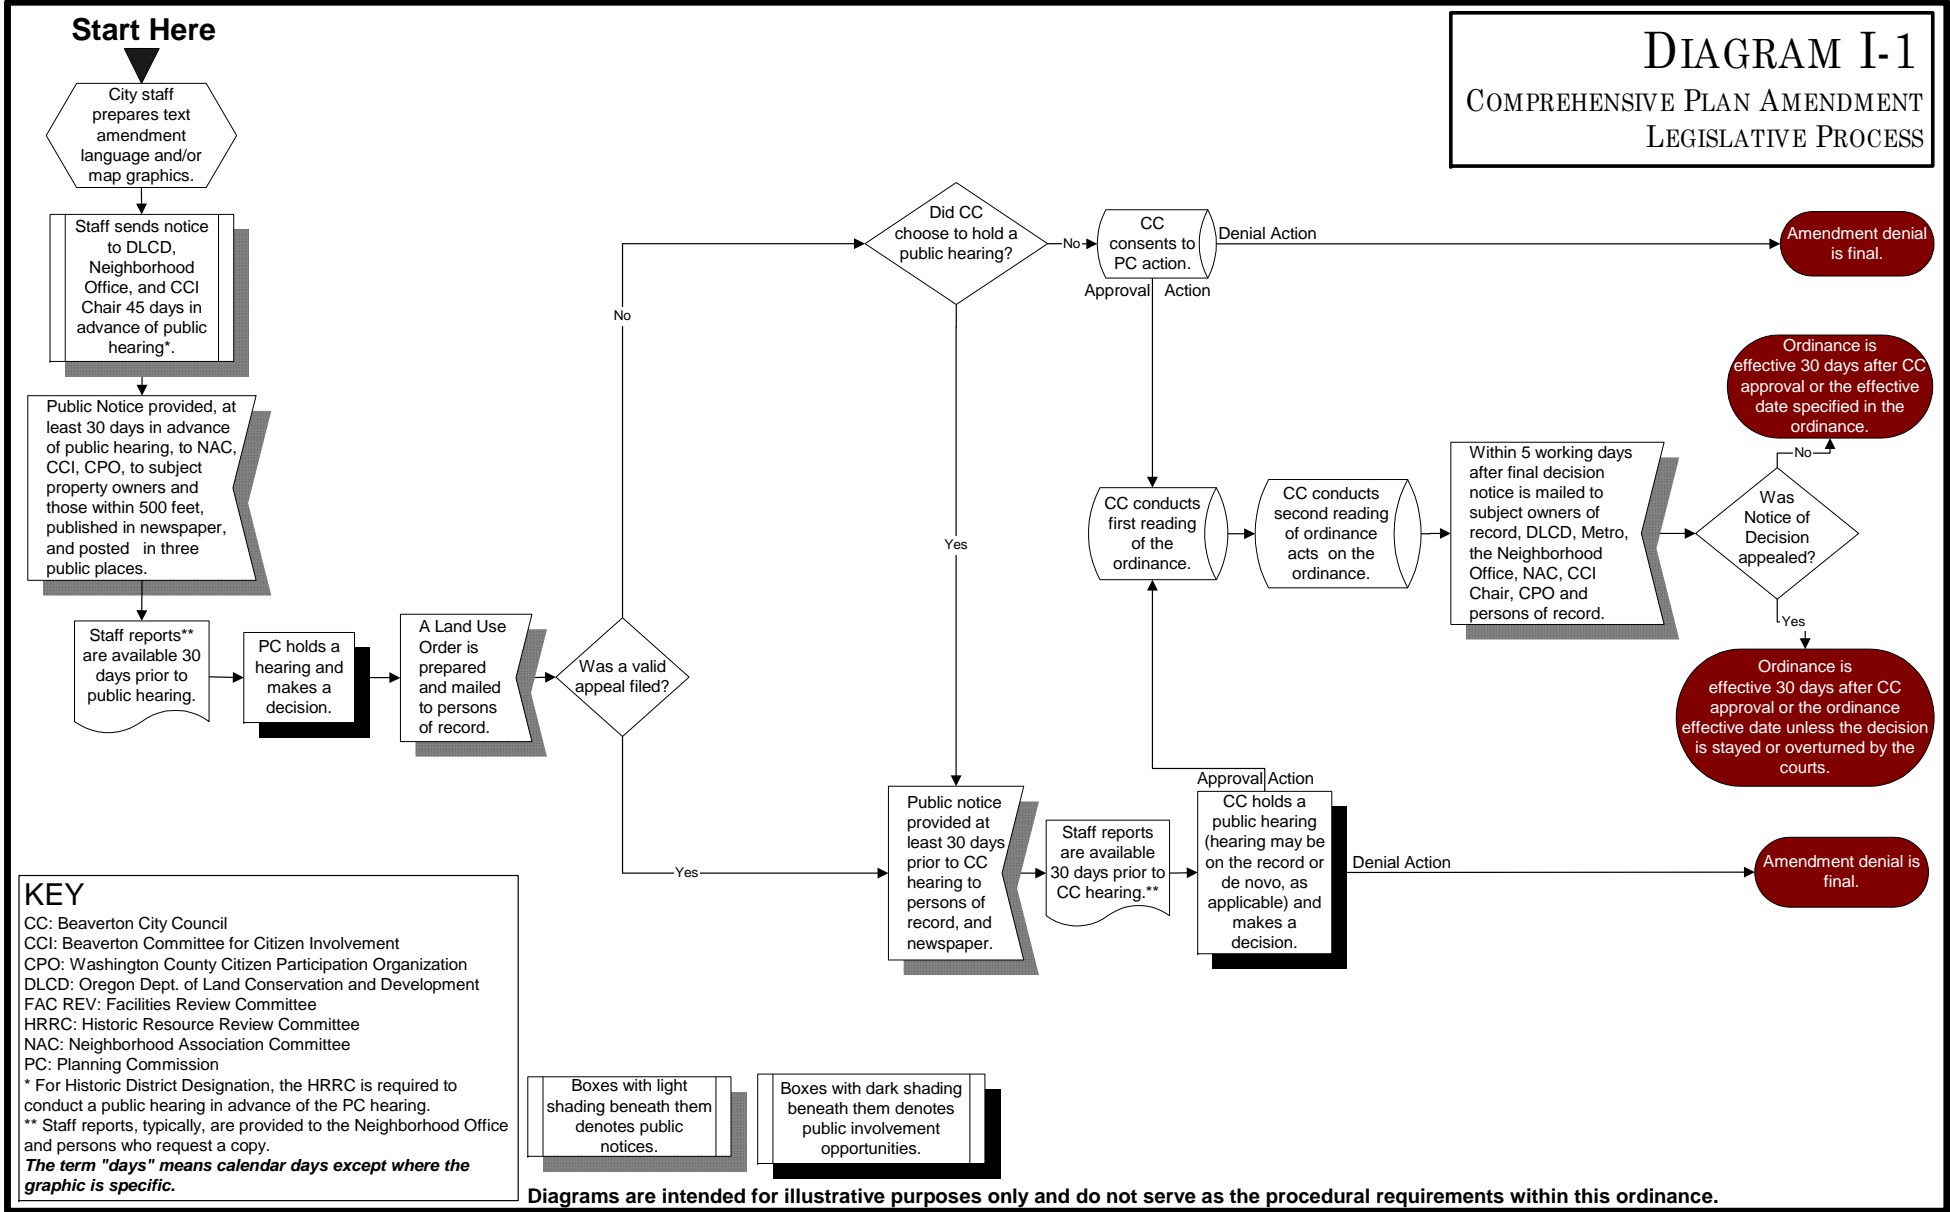 Start Here
DIAGRAM I-1
COMPREHENSIVE PLAN AMENDMENT
LEGISLATIVE PROCESS
City staff
prepares text
amendment
language and/or
map graphics.
Staff sends notice
to DLCD,
Neighborhood
Office, and CCI
Chair 45 days in
advance of public
hearing*.
Public Notice provided, at
least 30 days in advance
of public hearing, to NAC,
CCI, CPO, to subject
property owners and
those within 500 feet,
published in newspaper,
and posted in three
public places.
Staff reports**
are available 30
days prior to
public hearing.
PC holds a
hearing and
makes a
decision.
A Land Use
Order is
prepared
and mailed
to persons
of record.
Was a valid
appeal filed?
No
Yes
Did CC
choose to hold a
public hearing?
No
Yes
CC
consents to
PC action.
Denial Action
Approval Action
Amendment denial
is final.
CC conducts
first reading
of the
ordinance.
CC conducts
second reading
of ordinance
acts on the
ordinance.
Within 5 working days
after final decision
notice is mailed to
subject owners of
record, DLCD, Metro,
the Neighborhood
Office, NAC, CCI
Chair, CPO and
persons of record.
Was
Notice of
Decision
appealed?
No
Ordinance is
effective 30 days after CC
approval or the effective
date specified in the
ordinance.
Yes
Ordinance is
effective 30 days after CC
approval or the ordinance
effective date unless the decision
is stayed or overturned by the
courts.
Public notice
provided at
least 30 days
prior to CC
hearing to
persons of
record, and
newspaper.
Staff reports
are available
30 days prior to
CC hearing.**
Approval Action
CC holds a
public hearing
(hearing may be
on the record or
de novo, as
applicable) and
makes a
decision.
Denial Action
Amendment denial is
final.
KEY
CC: Beaverton City Council
CCI: Beaverton Committee for Citizen Involvement
CPO: Washington County Citizen Participation Organization
DLCD: Oregon Dept. of Land Conservation and Development
FAC REV: Facilities Review Committee
HRRC: Historic Resource Review Committee
NAC: Neighborhood Association Committee
PC: Planning Commission
* For Historic District Designation, the HRRC is required to
conduct a public hearing in advance of the PC hearing.
** Staff reports, typically, are provided to the Neighborhood Office
and persons who request a copy.
The term "days" means calendar days except where the
graphic is specific.
Boxes with light
shading beneath them
denotes public
notices.
Boxes with dark shading
beneath them denotes
public involvement
opportunities.
Diagrams are intended for illustrative purposes only and do not serve as the procedural requirements within this ordinance.